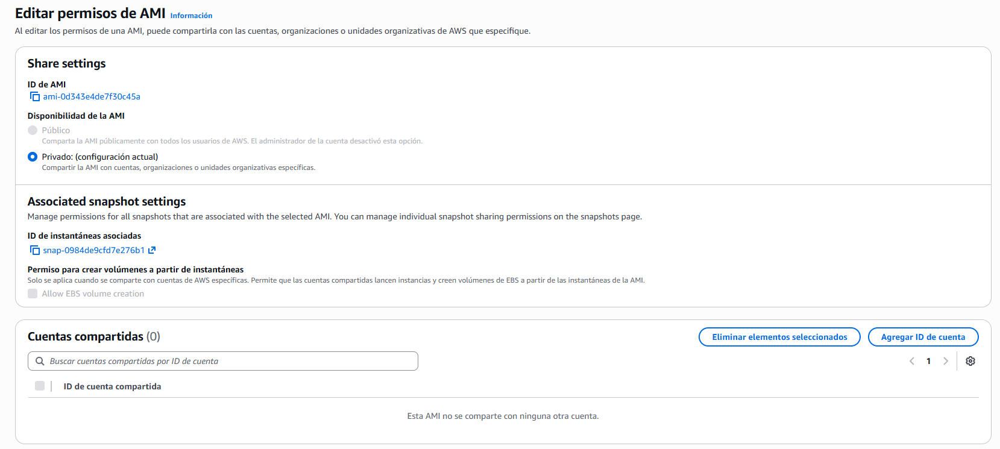 Editar permisos de AMI Información
Al editar los permisos de una AMI, puede compartirla con las cuentas, organizaciones o unidades organizativas de AWS que especifique.
Share settings
ID de AMI
ami-0d343e4de7f30c45a
Disponibilidad de la AMI
Público
Comparta la AMI públicamente con todos los usuarios de AWS. El administrador de la cuenta desactivó esta opción.
Privado: (configuración actual)
Compartir la AMI con cuentas, organizaciones o unidades organizativas específicas.
Associated snapshot settings
Manage permissions for all snapshots that are associated with the selected AMI. You can manage individual snapshot sharing permissions on the snapshots page.
ID de instantáneas asociadas
snap-0984de9cfd7e276b1
Permiso para crear volúmenes a partir de instantáneas
Solo se aplica cuando se comparte con cuentas de AWS específicas. Permite que las cuentas compartidas lancen instancias y creen volúmenes de EBS a partir de las instantáneas de la AMI.
Allow EBS volume creation
Cuentas compartidas (0)
Eliminar elementos seleccionados
Agregar ID de cuenta
Buscar cuentas compartidas por ID de cuenta
1
ID de cuenta compartida
Esta AMI no se comparte con ninguna otra cuenta.